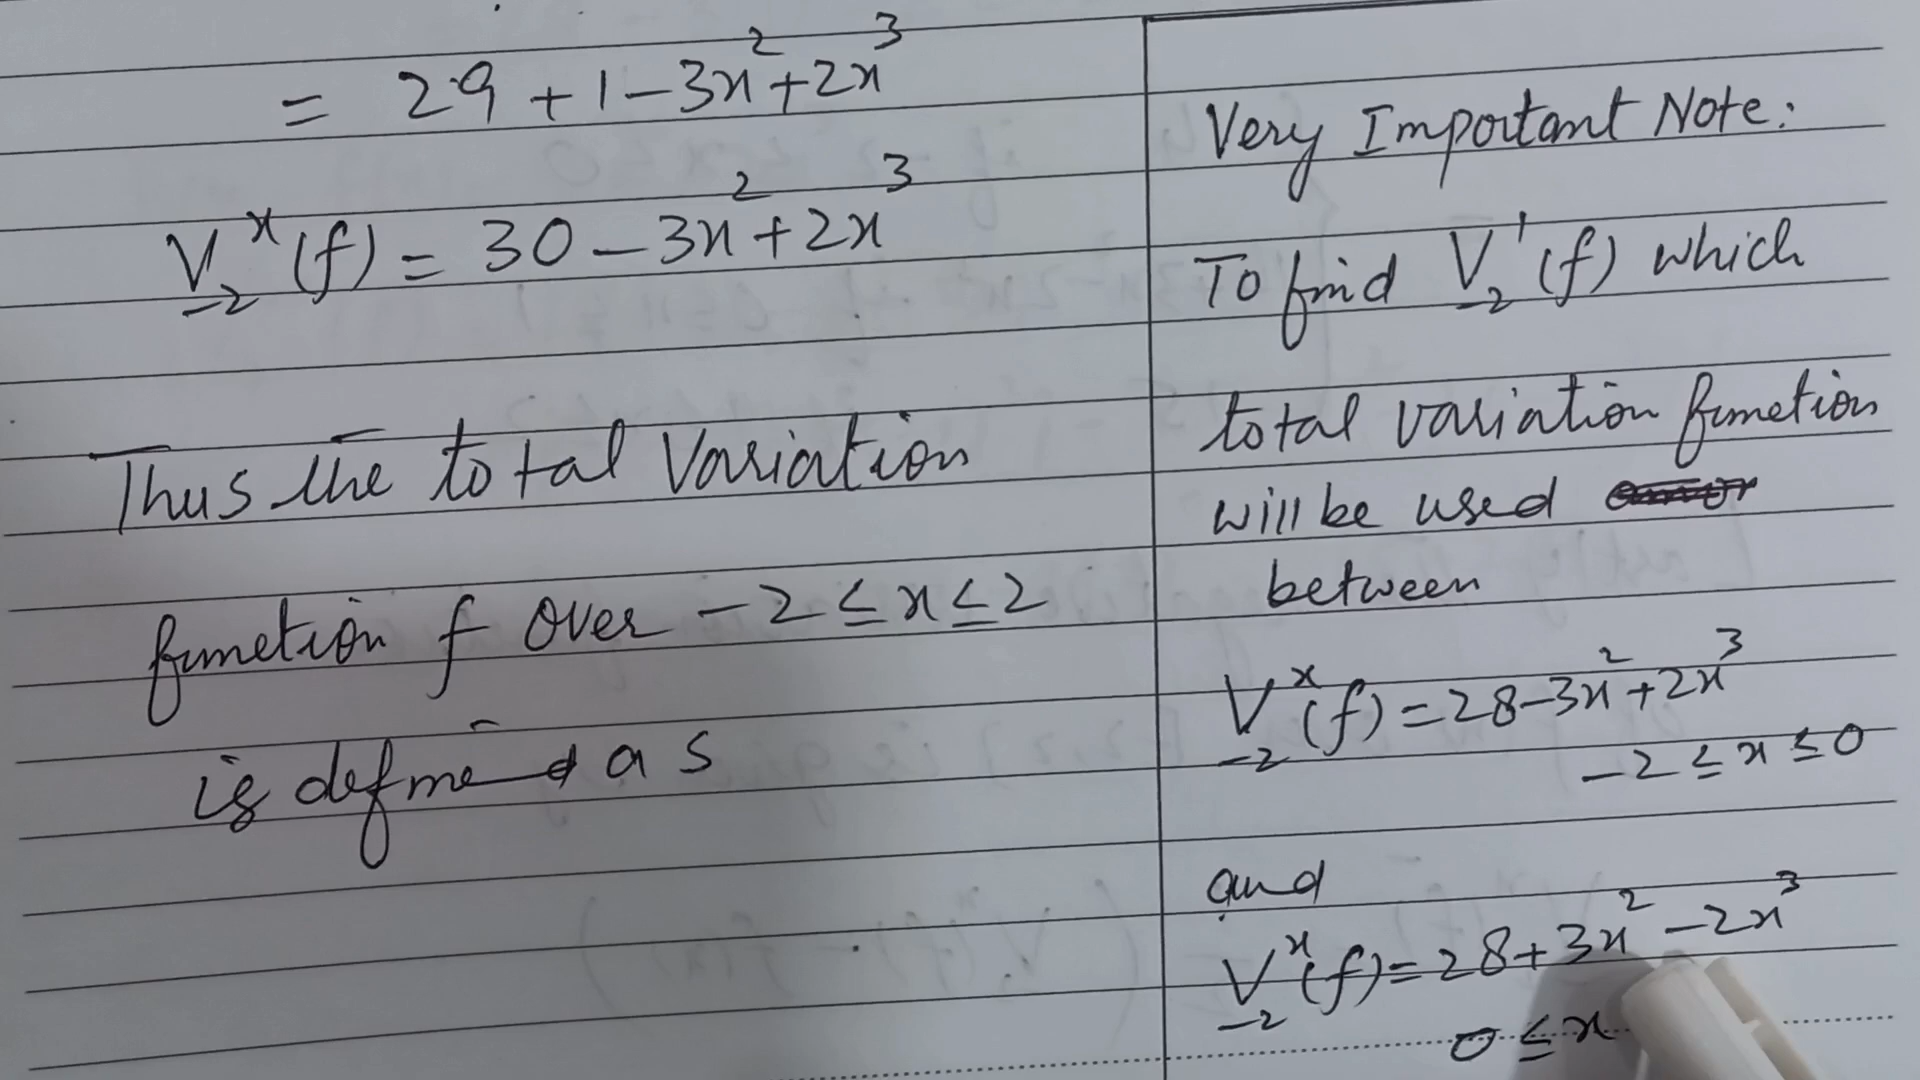 = 29 + 1 - 3x² + 2x³
V₋₂ˣ(f) = 30 - 3x² + 2x³
Thus the total Variation
function f Over -2 ≤ x ≤ 2
is defined as
Very Important Note:
To find V₋₂¹(f) which
total variation function
will be used
between
V₋₂ˣ(f) = 28 - 3x² + 2x³
-2 ≤ x ≤ 0
and
V₋₂ˣ(f) = 28 + 3x² - 2x³
0 ≤ x